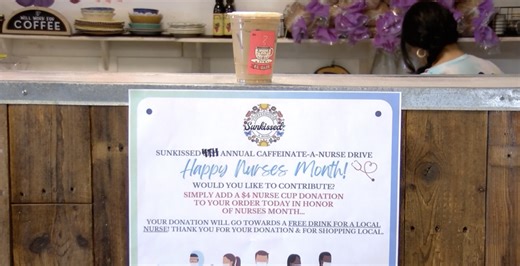 WILL WORK FOR
COFFEE
Sunkissed
SUNKISSED 4TH ANNUAL CAFFEINATE-A-NURSE DRIVE
Happy Nurses Month!
WOULD YOU LIKE TO CONTRIBUTE?
SIMPLY ADD A $4 NURSE CUP DONATION
TO YOUR ORDER TODAY IN HONOR
OF NURSES MONTH...
YOUR DONATION WILL GO TOWARDS A FREE DRINK FOR A LOCAL
NURSE! THANK YOU FOR YOUR DONATION & FOR SHOPPING LOCAL.